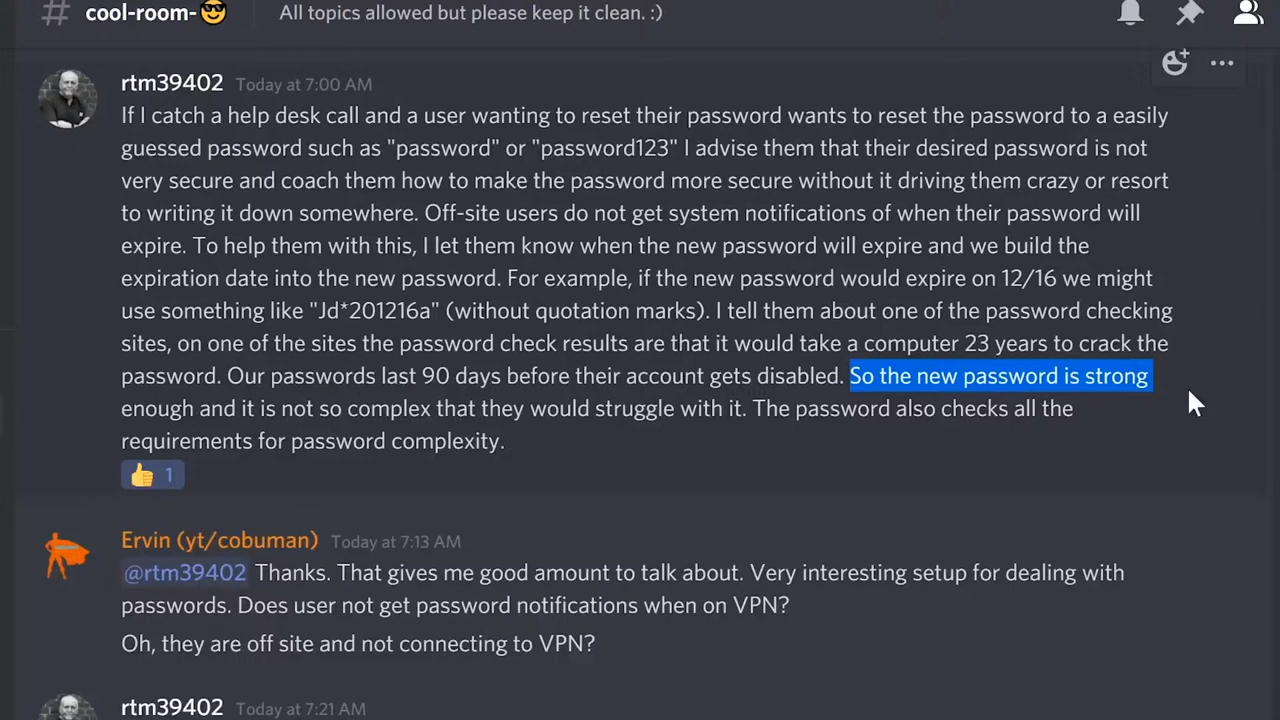 # cool-room-😎 All topics allowed but please keep it clean. :)
rtm39402 Today at 7:00 AM
If I catch a help desk call and a user wanting to reset their password wants to reset the password to a easily
guessed password such as "password" or "password123" I advise them that their desired password is not
very secure and coach them how to make the password more secure without it driving them crazy or resort
to writing it down somewhere. Off-site users do not get system notifications of when their password will
expire. To help them with this, I let them know when the new password will expire and we build the
expiration date into the new password. For example, if the new password would expire on 12/16 we might
use something like "Jd*201216a" (without quotation marks). I tell them about one of the password checking
sites, on one of the sites the password check results are that it would take a computer 23 years to crack the
password. Our passwords last 90 days before their account gets disabled. So the new password is strong
enough and it is not so complex that they would struggle with it. The password also checks all the
requirements for password complexity.
👍 1
Ervin (yt/cobuman) Today at 7:13 AM
@rtm39402 Thanks. That gives me good amount to talk about. Very interesting setup for dealing with
passwords. Does user not get password notifications when on VPN?
Oh, they are off site and not connecting to VPN?
rtm39402 Today at 7:21 AM